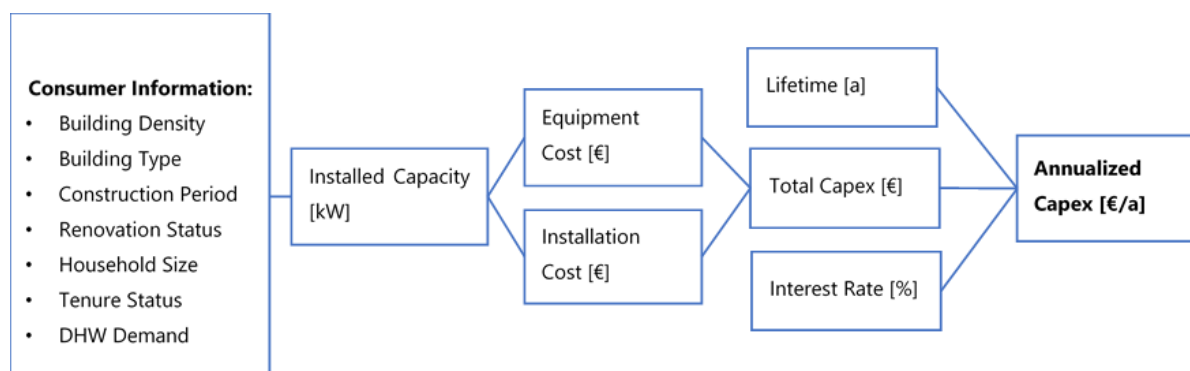 Consumer Information:
• Building Density
• Building Type
• Construction Period
• Renovation Status
• Household Size
• Tenure Status
• DHW Demand
Installed Capacity
[kW]
Equipment
Cost [€]
Installation
Cost [€]
Lifetime [a]
Total Capex [€]
Interest Rate [%]
Annualized
Capex [€/a]